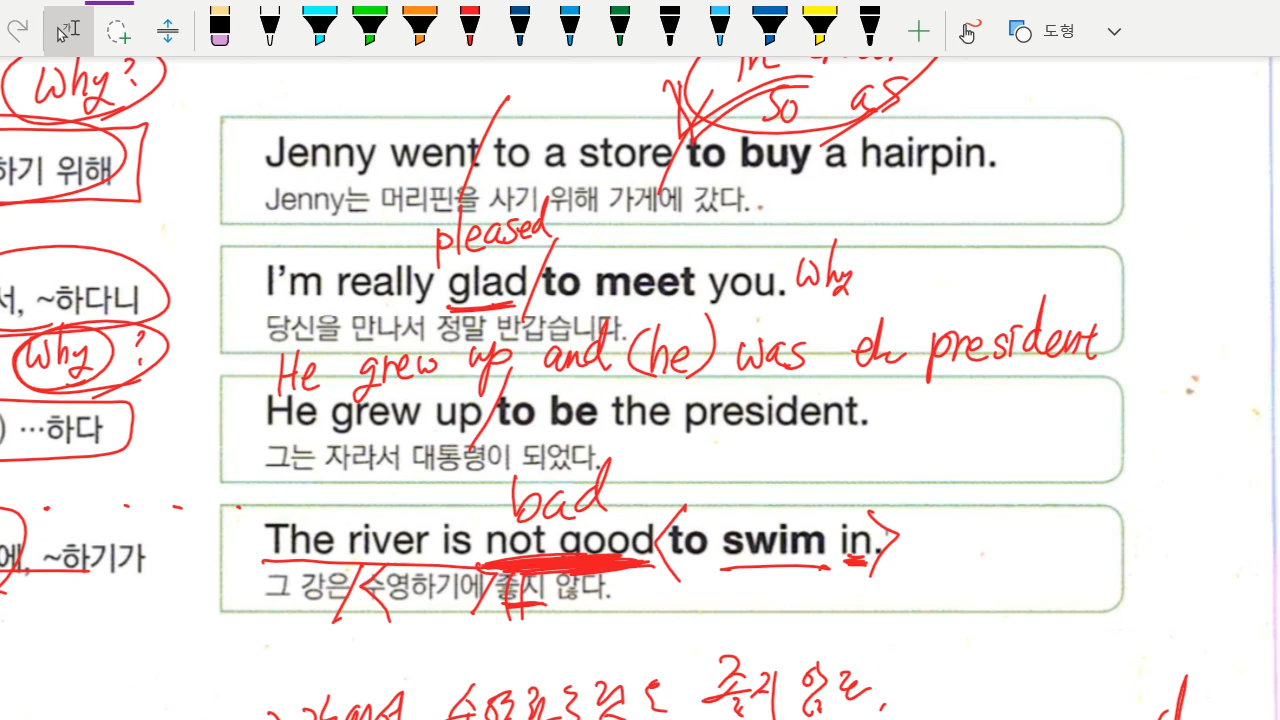 도형
why?
in
so as
하기 위해
Jenny went to a store to buy a hairpin.
Jenny는 머리핀을 사기 위해 가게에 갔다.
pleased
서, ~하다니
I'm really glad to meet you. why
당신을 만나서 정말 반갑습니다.
why ?
He grew up and (he) was president
) …하다
He grew up to be the president.
그는 자라서 대통령이 되었다.
bad
에, ~하기가
The river is not good <to swim in.>
그 강은 수영하기에 좋지 않다.